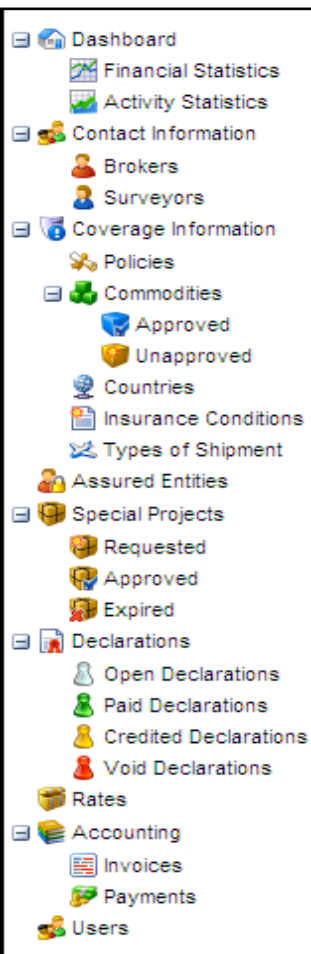 Dashboard
Financial Statistics
Activity Statistics
Contact Information
Brokers
Surveyors
Coverage Information
Policies
Commodities
Approved
Unapproved
Countries
Insurance Conditions
Types of Shipment
Assured Entities
Special Projects
Requested
Approved
Expired
Declarations
Open Declarations
Paid Declarations
Credited Declarations
Void Declarations
Rates
Accounting
Invoices
Payments
Users